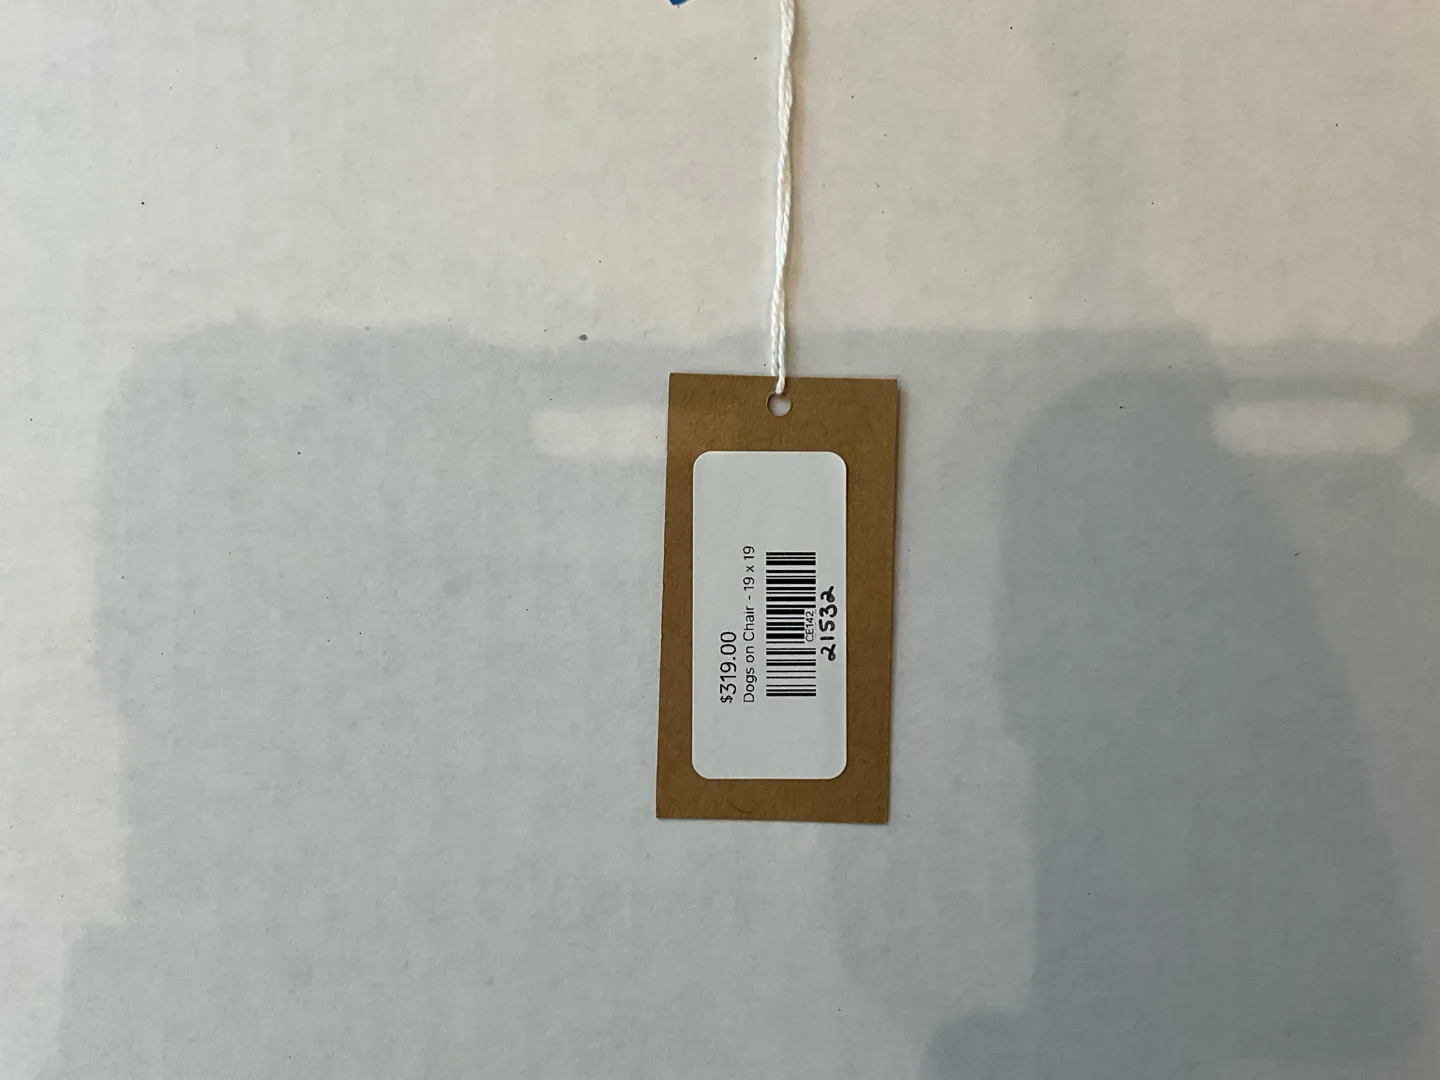 $319.00
Dogs on Chair - 19 x 19
CE142
21532